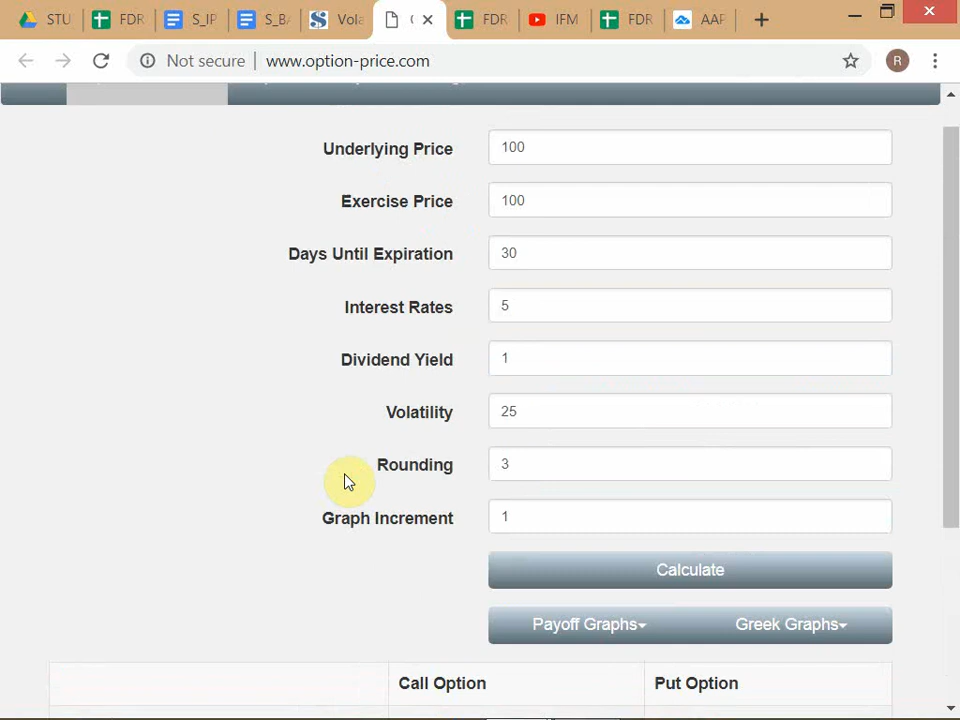 STU
FDR
S_IP
S_BA
Vola
FDR
IFM
FDR
AAP
Not secure
www.option-price.com
R
Underlying Price 100
Exercise Price 100
Days Until Expiration 30
Interest Rates 5
Dividend Yield 1
Volatility 25
Rounding 3
Graph Increment 1
Calculate
Payoff Graphs Greek Graphs
Call Option Put Option